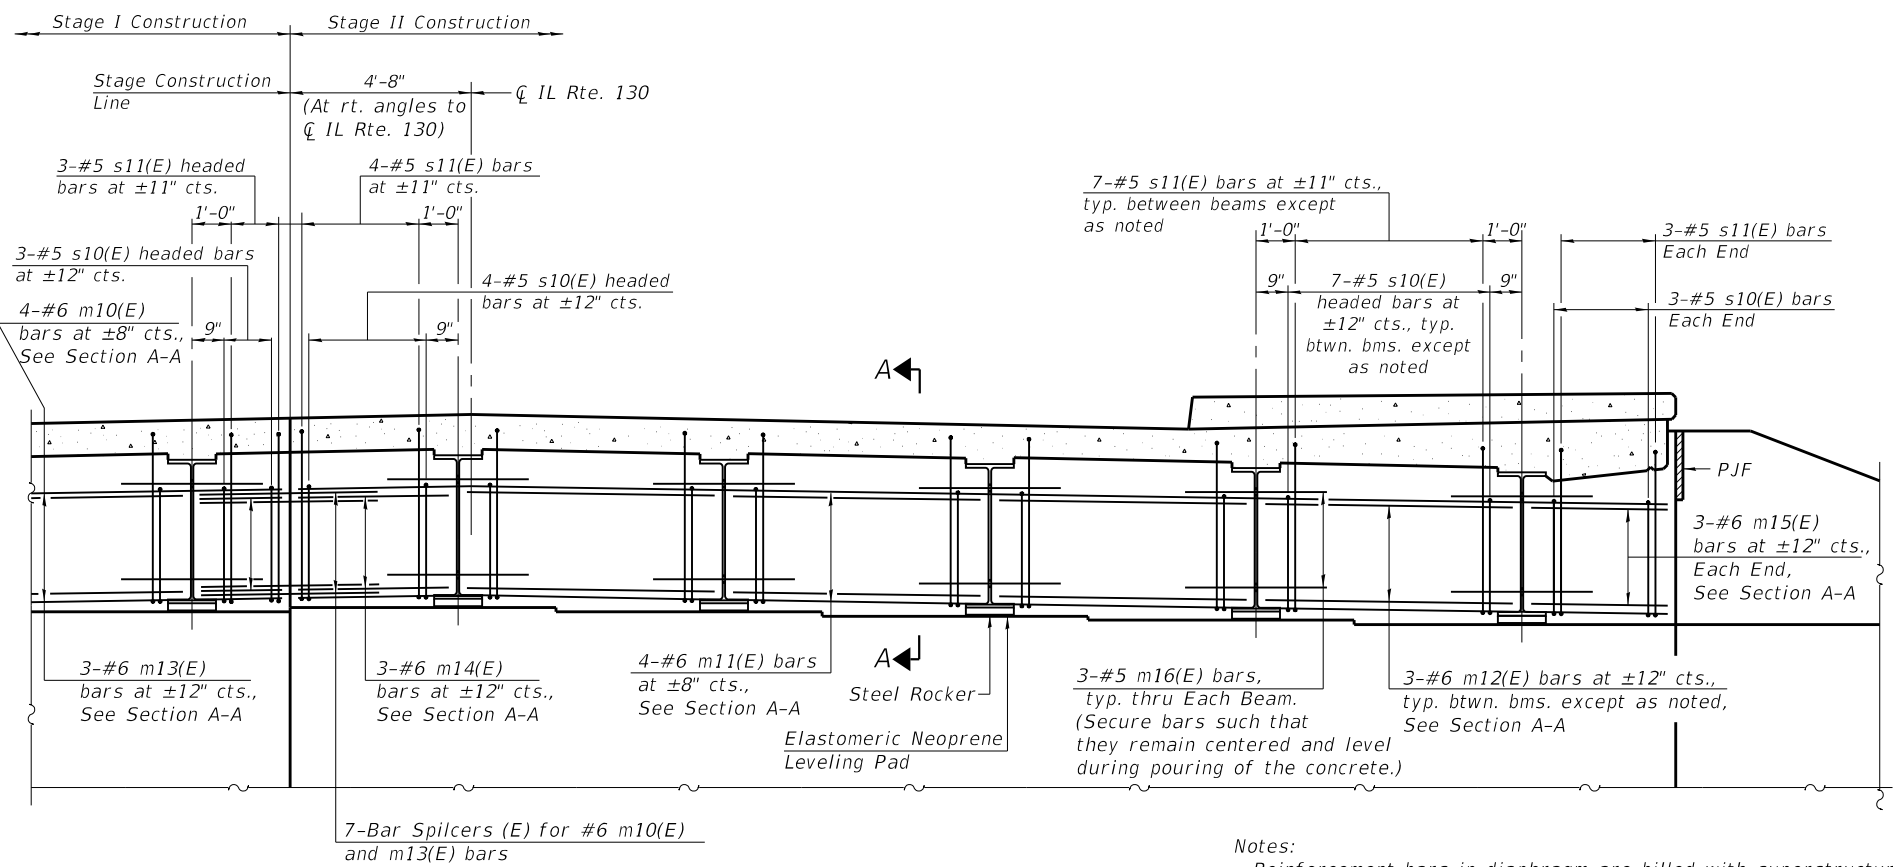 Stage I Construction
Stage II Construction
Stage Construction
Line
4'-8"
(At rt. angles to
℄ IL Rte. 130)
℄ IL Rte. 130
3-#5 s11(E) headed
bars at ±11" cts.
4-#5 s11(E) bars
at ±11" cts.
1'-0"
1'-0"
3-#5 s10(E) headed bars
at ±12" cts.
4-#5 s10(E) headed
bars at ±12" cts.
4-#6 m10(E)
bars at ±8" cts.,
See Section A-A
9"
9"
7-#5 s11(E) bars at ±11" cts.,
typ. between beams except
as noted
1'-0"
1'-0"
3-#5 s11(E) bars
Each End
9"
7-#5 s10(E)
headed bars at
±12" cts., typ.
btwn. bms. except
as noted
9"
3-#5 s10(E) bars
Each End
A
PJF
3-#6 m15(E)
bars at ±12" cts.,
Each End,
See Section A-A
A
3-#6 m13(E)
bars at ±12" cts.,
See Section A-A
3-#6 m14(E)
bars at ±12" cts.,
See Section A-A
4-#6 m11(E) bars
at ±8" cts.,
See Section A-A
Steel Rocker
Elastomeric Neoprene
Leveling Pad
3-#5 m16(E) bars,
typ. thru Each Beam.
(Secure bars such that
they remain centered and level
during pouring of the concrete.)
3-#6 m12(E) bars at ±12" cts.,
typ. btwn. bms. except as noted,
See Section A-A
7-Bar Spilcers (E) for #6 m10(E)
and m13(E) bars
Notes:
Reinforcement bars in diaphragm are billed with